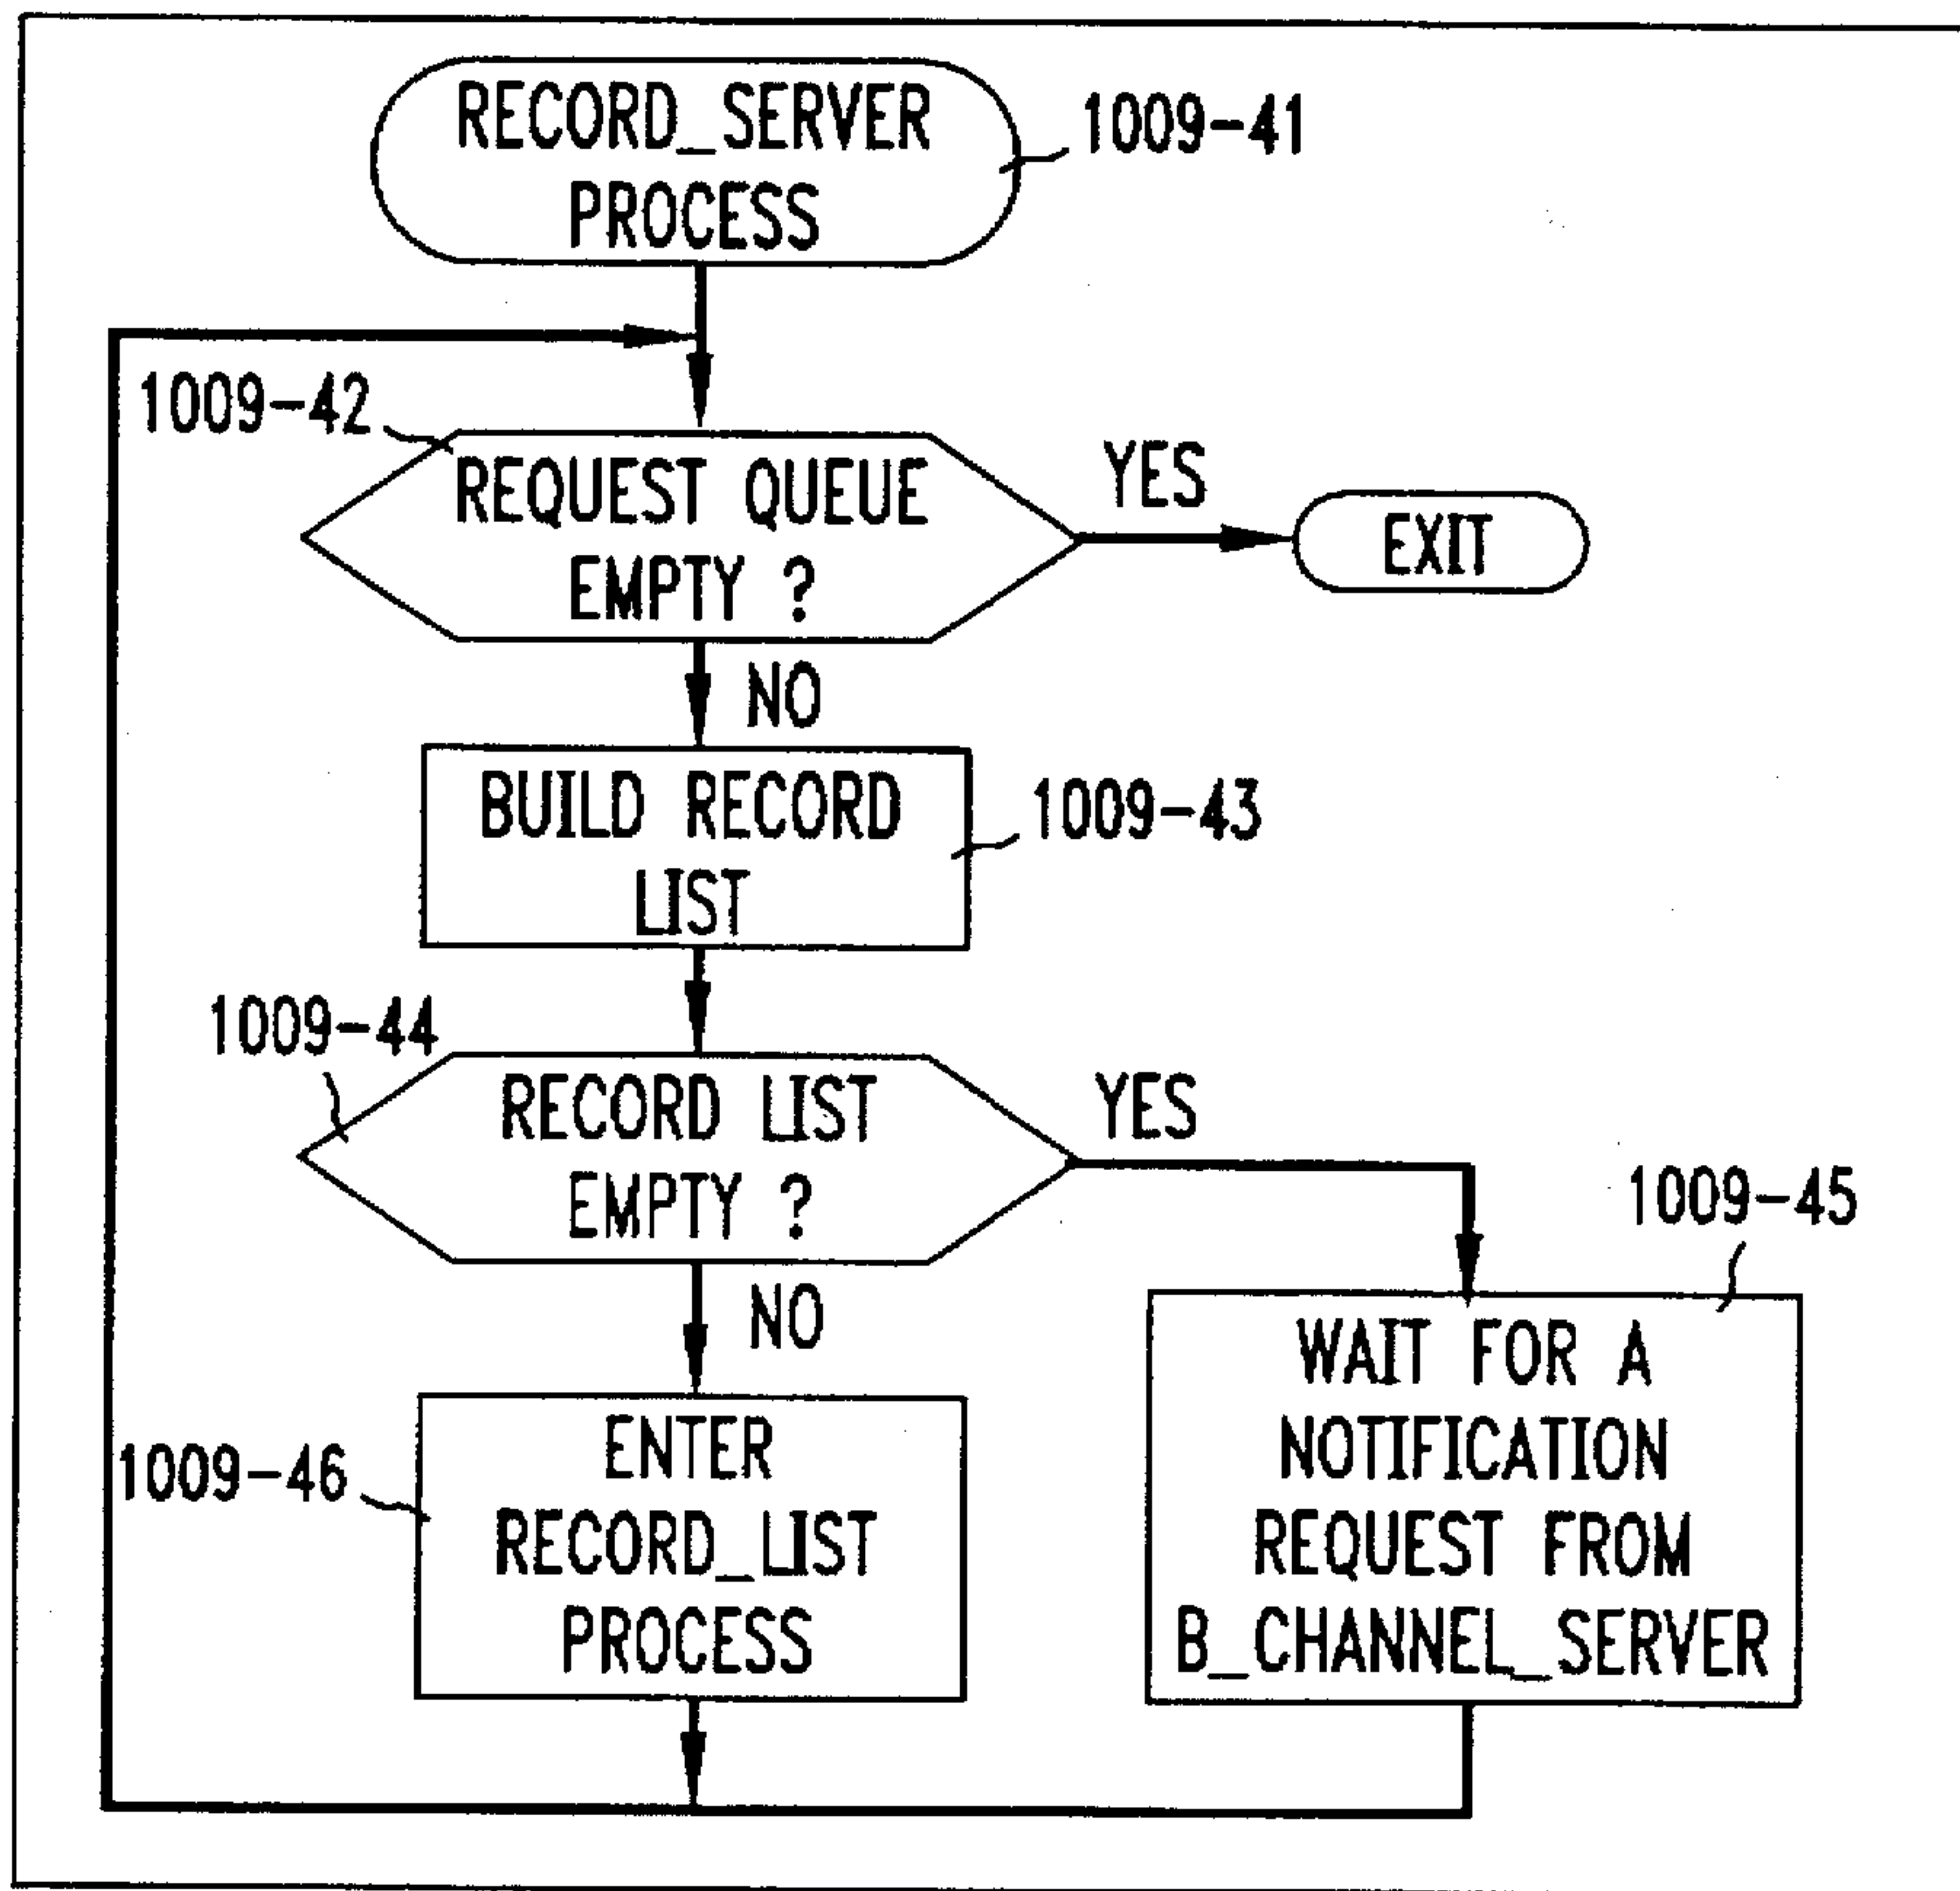 RECORD_SERVER
PROCESS
1009-41
1009-42
REQUEST QUEUE
EMPTY ?
YES
EXIT
NO
BUILD RECORD
LIST
1009-43
1009-44
RECORD LIST
EMPTY ?
YES
1009-45
NO
WAIT FOR A
NOTIFICATION
REQUEST FROM
B_CHANNEL_SERVER
1009-46
ENTER
RECORD_LIST
PROCESS